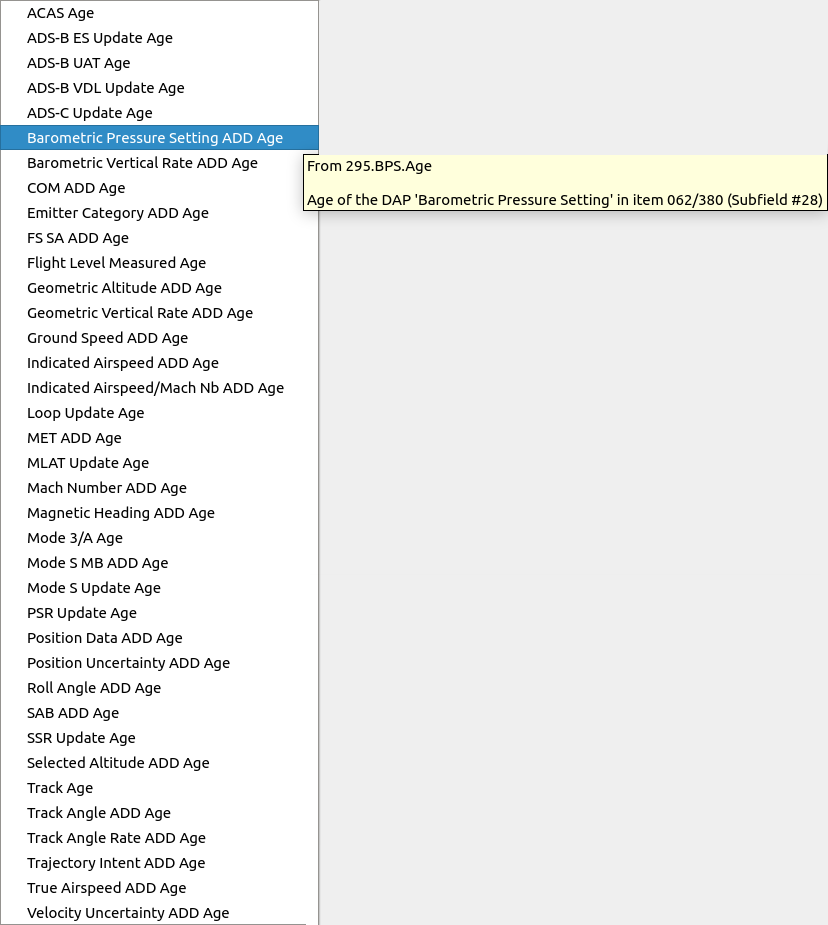 ACAS Age
ADS-B ES Update Age
ADS-B UAT Age
ADS-B VDL Update Age
ADS-C Update Age
Barometric Pressure Setting ADD Age
Barometric Vertical Rate ADD Age
From 295.BPS.Age
Age of the DAP 'Barometric Pressure Setting' in item 062/380 (Subfield #28)
COM ADD Age
Emitter Category ADD Age
FS SA ADD Age
Flight Level Measured Age
Geometric Altitude ADD Age
Geometric Vertical Rate ADD Age
Ground Speed ADD Age
Indicated Airspeed ADD Age
Indicated Airspeed/Mach Nb ADD Age
Loop Update Age
MET ADD Age
MLAT Update Age
Mach Number ADD Age
Magnetic Heading ADD Age
Mode 3/A Age
Mode S MB ADD Age
Mode S Update Age
PSR Update Age
Position Data ADD Age
Position Uncertainty ADD Age
Roll Angle ADD Age
SAB ADD Age
SSR Update Age
Selected Altitude ADD Age
Track Age
Track Angle ADD Age
Track Angle Rate ADD Age
Trajectory Intent ADD Age
True Airspeed ADD Age
Velocity Uncertainty ADD Age